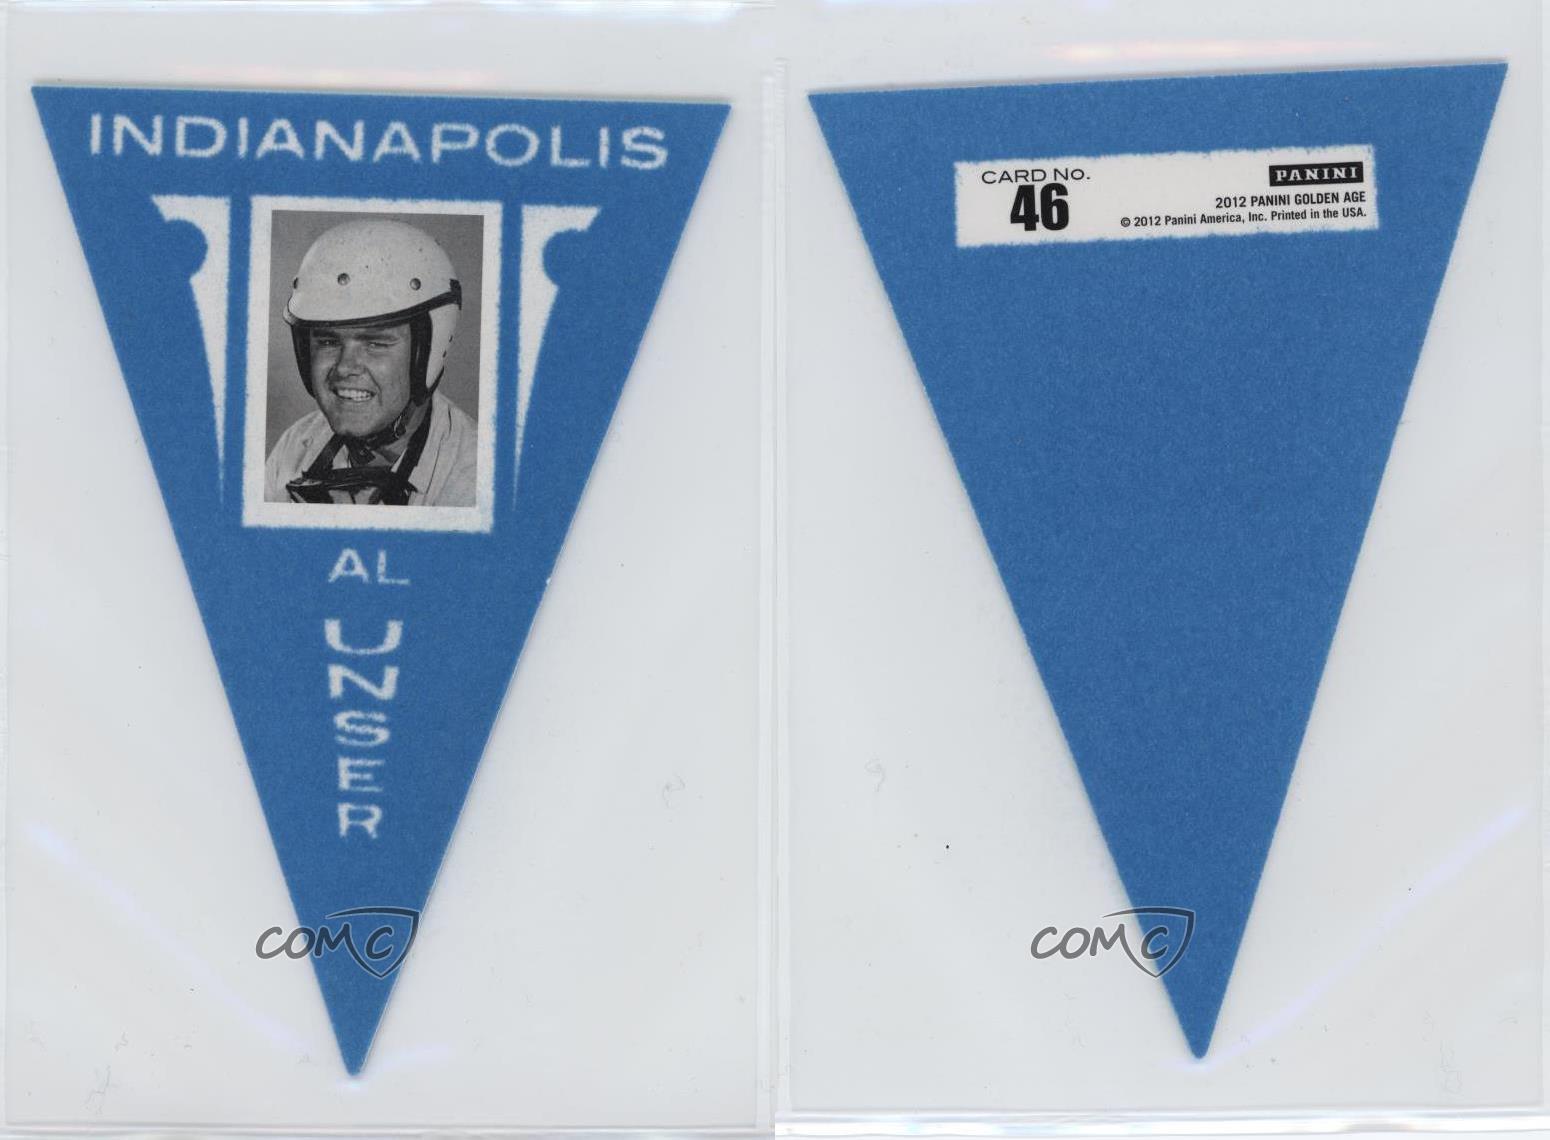 INDIANAPOLIS
AL
UNSER
COMC
CARD NO.
46
PANINI
2012 PANINI GOLDEN AGE
© 2012 Panini America, Inc. Printed in the USA.
COMC